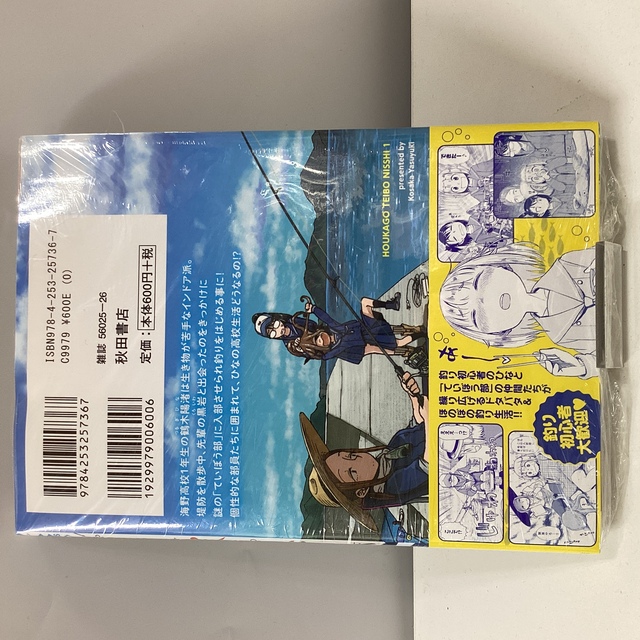 ISBN978-4-253-25736-7
C9979 ¥600E (0)
雑誌 56025-26
秋田書店
定価:本体600円+税
9784253257367
1929979006006
海野高校1年生の鶴木陽渚は生き物が苦手なインドア派。
堤防を散歩中、先輩の黒岩と出会ったのをきっかけに
謎の「ていぼう部」に入部させられ釣りをはじめる事に!
個性的な部員たちに囲まれて、ひなの高校生活どうなるの!?
HOUKAGO TEIBO NISSHI 1
presented by
Kosaka Yasuyuki
できたー!
釣り初心者のひなと
「ていぼう部」の仲間たちが
繰り広げるドタバタ&
ほのぼの釣り生活!!
釣り
初心者
大歓迎♥